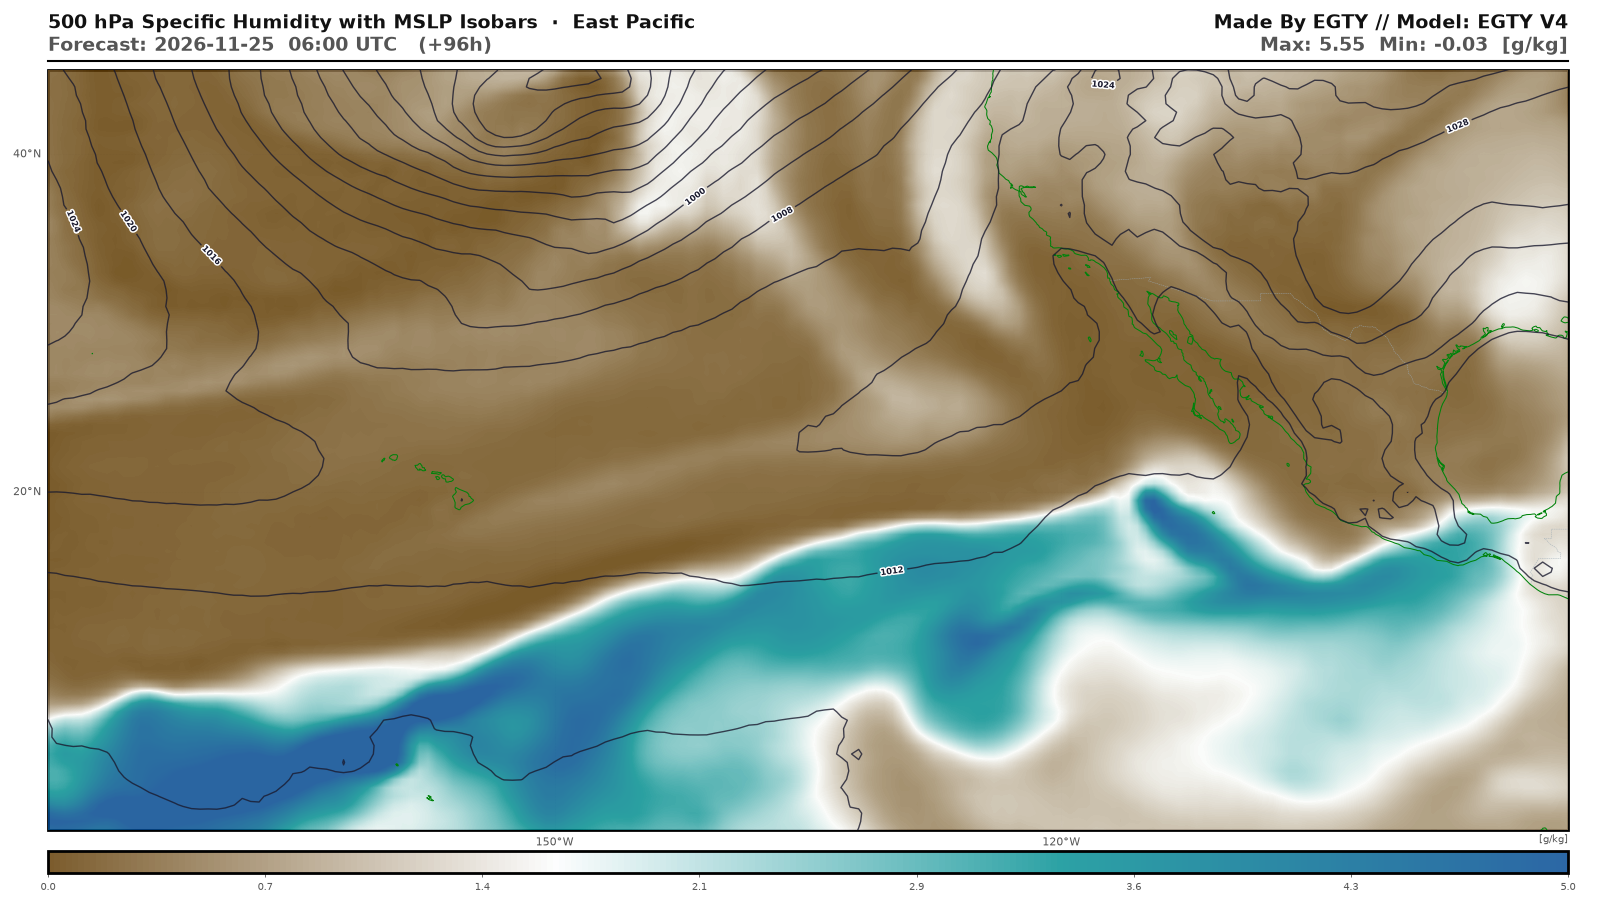 500 hPa Specific Humidity with MSLP Isobars · East Pacific
Made By EGTY // Model: EGTY V4
Forecast: 2026-11-25 06:00 UTC (+96h)
Max: 5.55 Min: -0.03 [g/kg]
1024
1028
40°N
1000
1008
1024
1020
1016
20°N
1012
150°W
120°W
[g/kg]
0.0
0.7
1.4
2.1
2.9
3.6
4.3
5.0